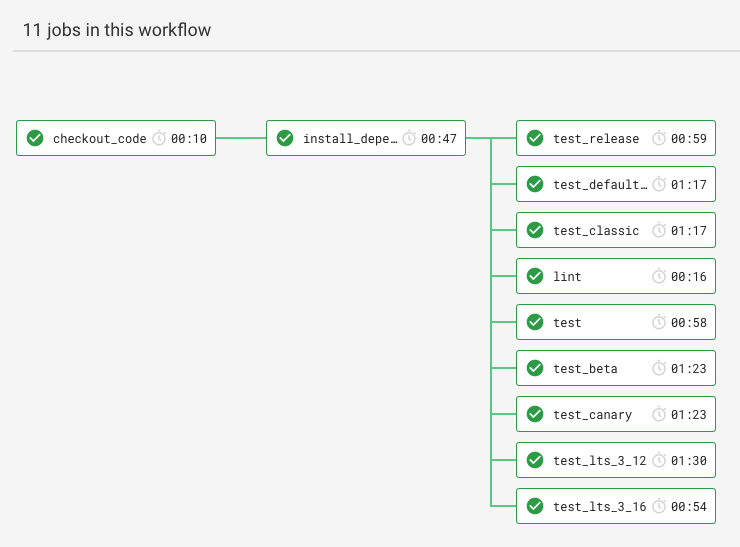 11 jobs in this workflow
checkout_code 00:10
install_depe… 00:47
test_release 00:59
test_default… 01:17
test_classic 01:17
lint 00:16
test 00:58
test_beta 01:23
test_canary 01:23
test_lts_3_12 01:30
test_lts_3_16 00:54